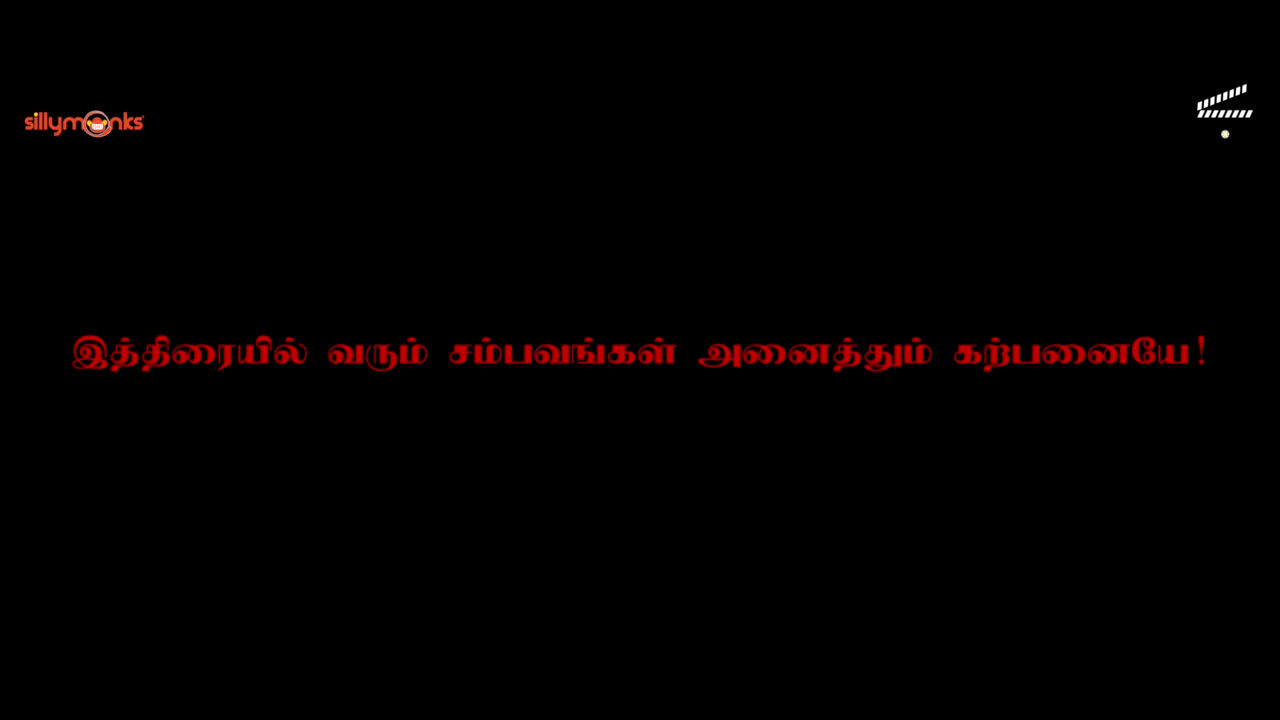 sillymonks
இத்திரையில் வரும் சம்பவங்கள் அனைத்தும் கற்பனையே!